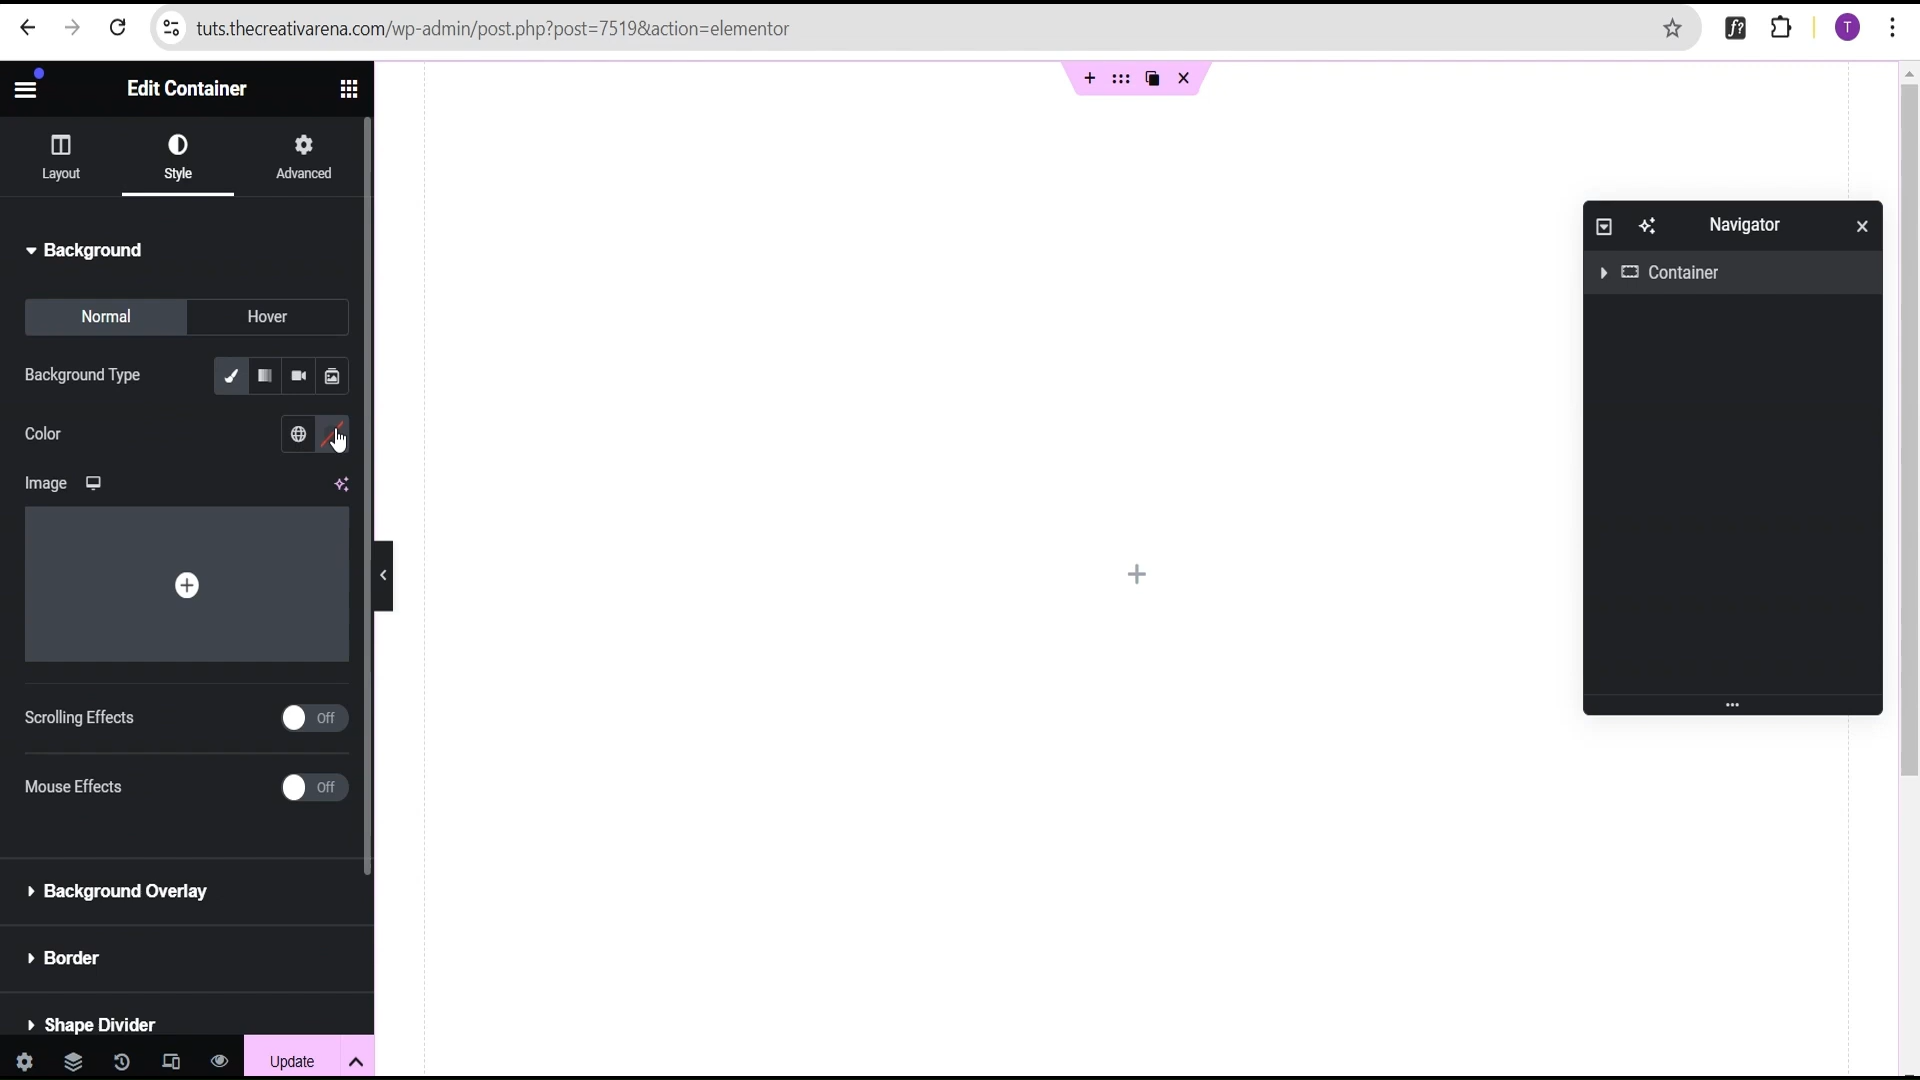 tuts.thecreativarena.com/wp-admin/post.php?post=7519&action=elementor
f?
T
Edit Container
Layout
Style
Advanced
Background
Normal
Hover
Background Type
Color
Image
Scrolling Effects
Off
Mouse Effects
Off
Background Overlay
Border
Shape Divider
Update
Navigator
Container